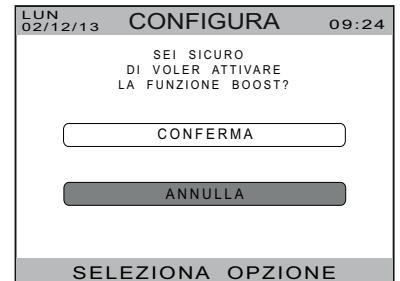 LUN
02/12/13 CONFIGURA 09:24
SEI SICURO
DI VOLER ATTIVARE
LA FUNZIONE BOOST?
CONFERMA
ANNULLA
SELEZIONA OPZIONE